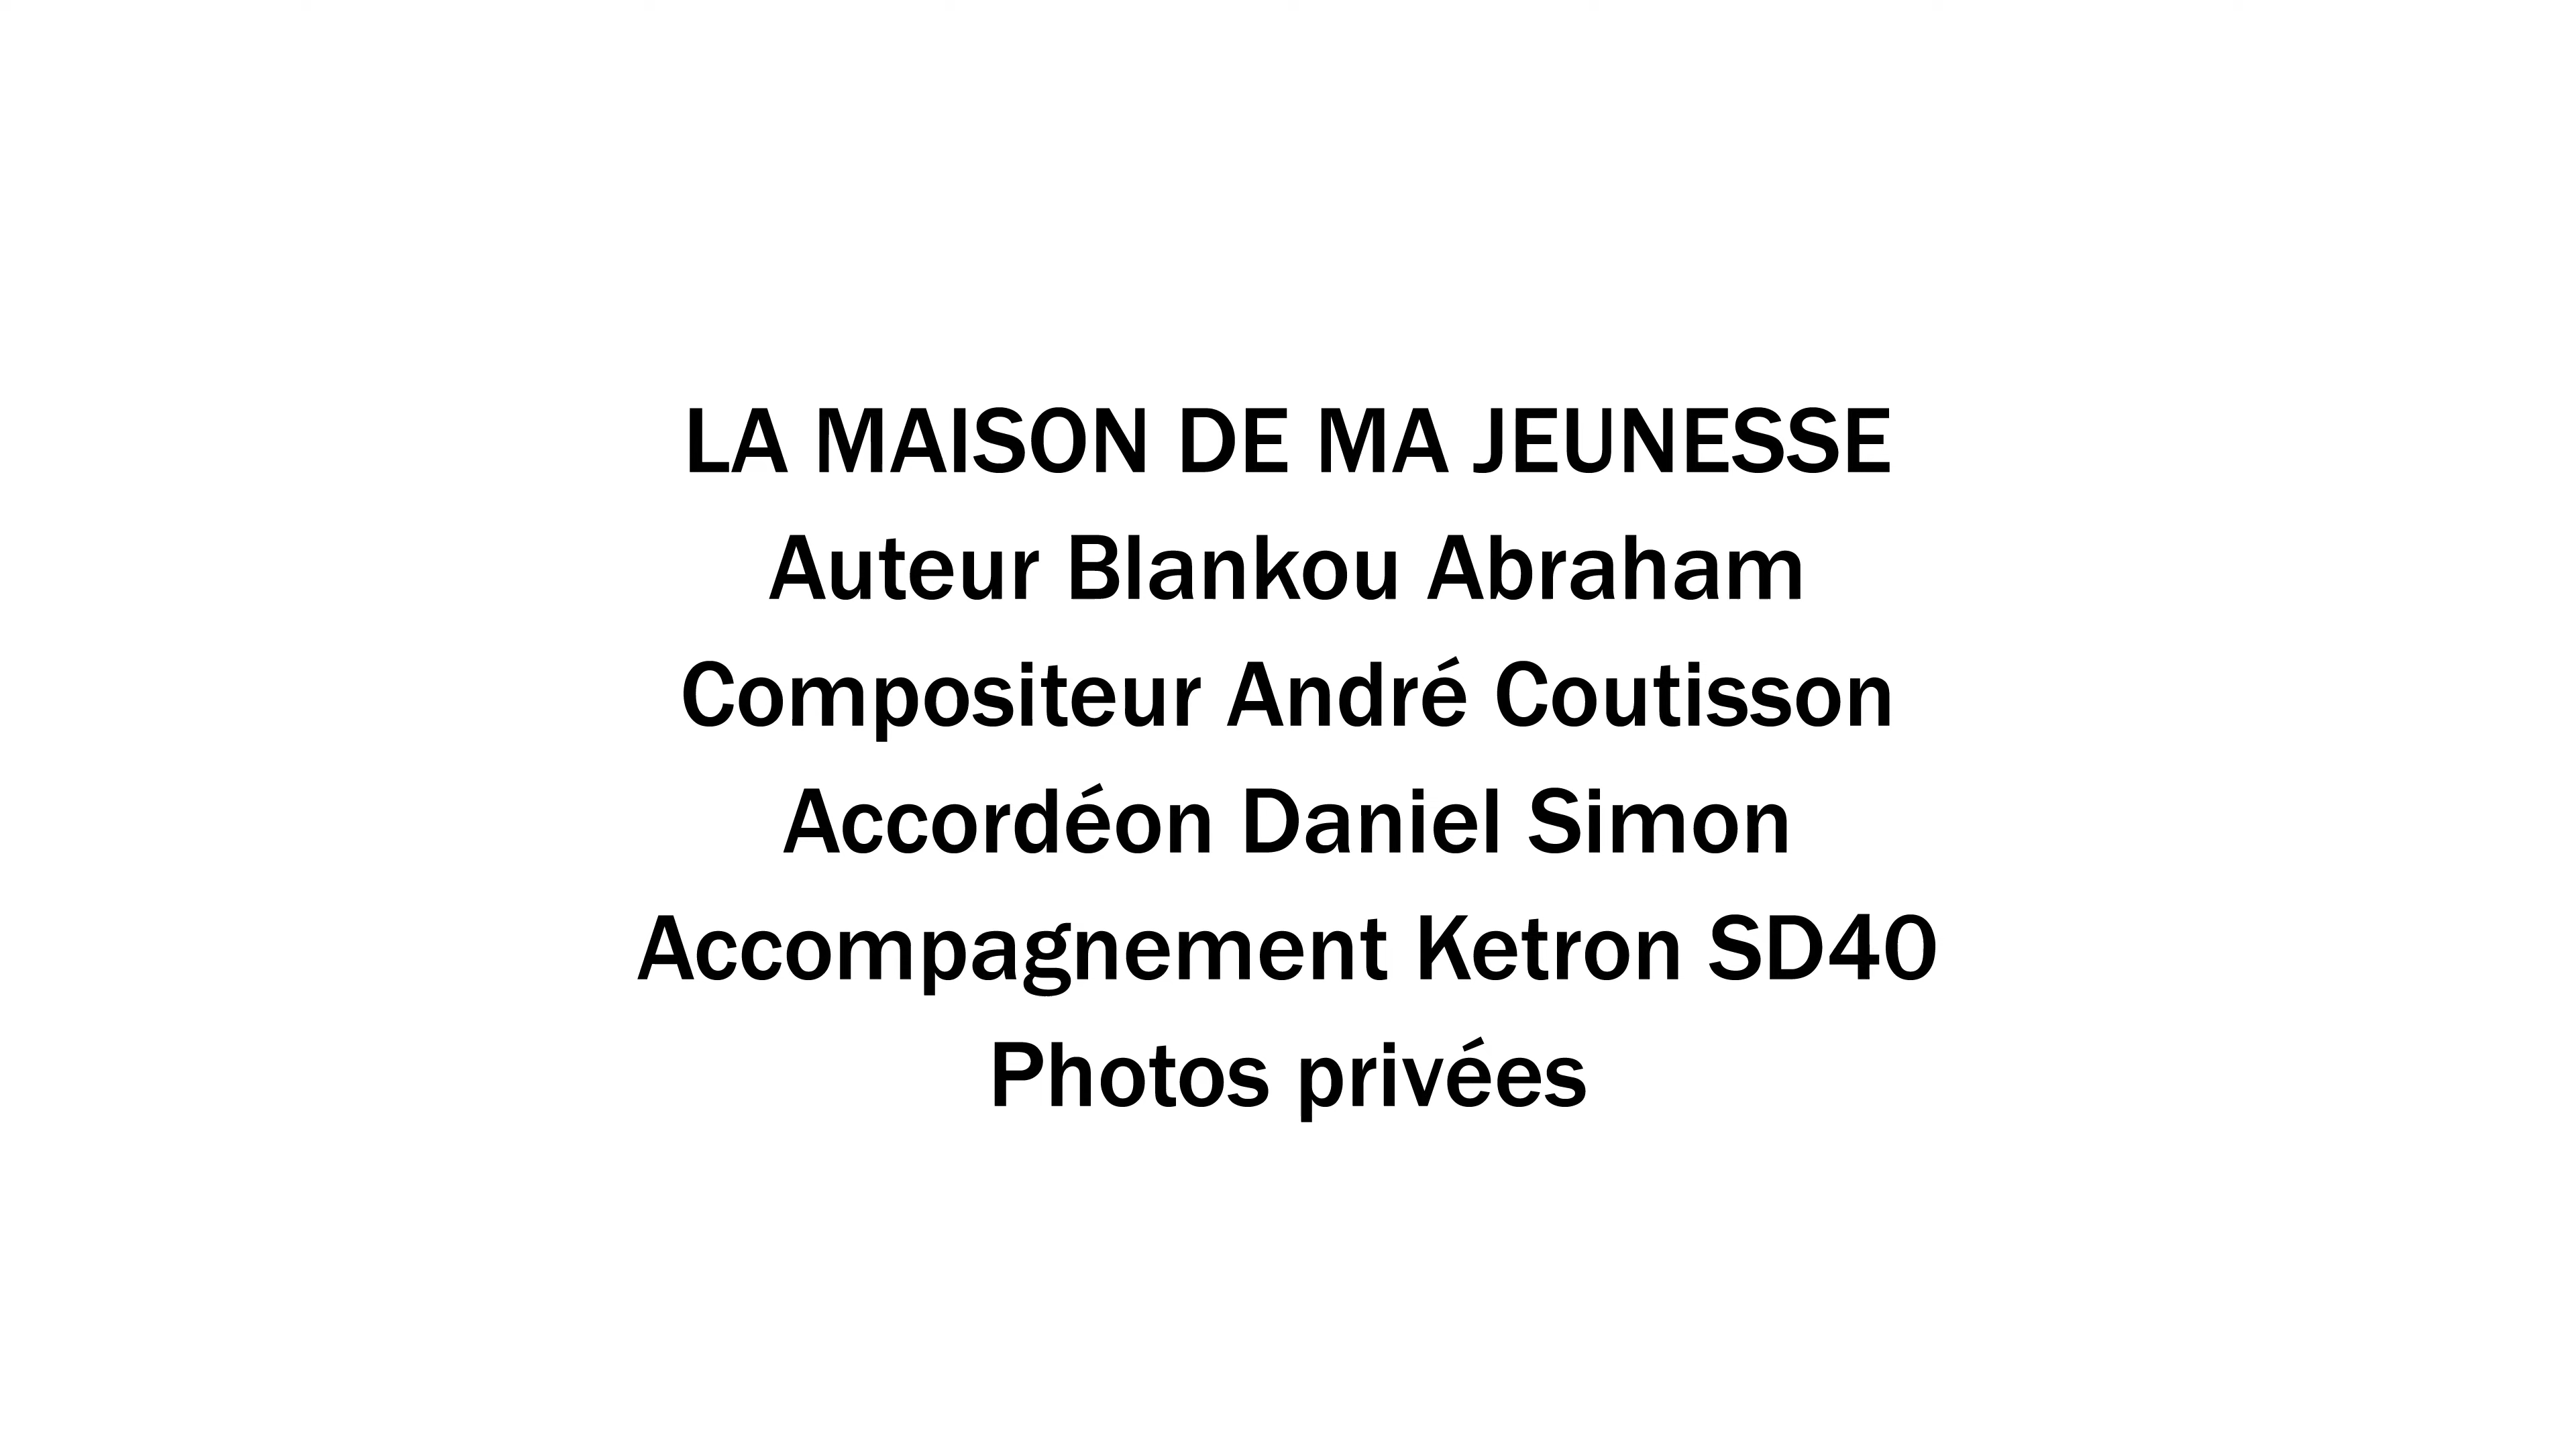 LA MAISON DE MA JEUNESSE
Auteur Blankou Abraham
Compositeur André Coutisson
Accordéon Daniel Simon
Accompagnement Ketron SD40
Photos privées